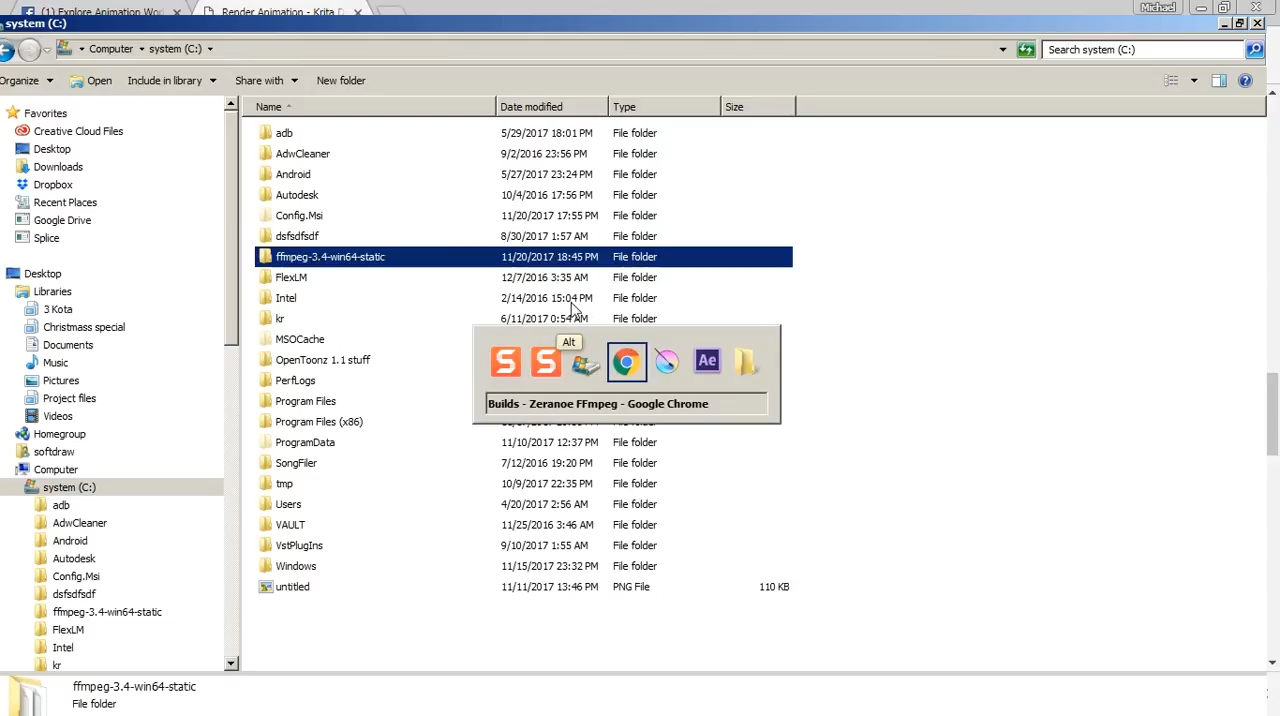 (1) Explore Animation Wor
Render Animation - Krita D
Michael
system (C:)
Computer system (C:)
Search system (C:)
Organize Open Include in library Share with New folder
Name Date modified Type Size
Favorites
Creative Cloud Files
Desktop
Downloads
Dropbox
Recent Places
Google Drive
Splice
Desktop
Libraries
3 Kota
Christmass special
Documents
Music
Pictures
Project files
Videos
Homegroup
softdraw
Computer
system (C:)
adb
AdwCleaner
Android
Autodesk
Config.Msi
dsfsdfsdf
ffmpeg-3.4-win64-static
FlexLM
Intel
kr
adb 5/29/2017 18:01 PM File folder
AdwCleaner 9/2/2016 23:56 PM File folder
Android 5/27/2017 23:24 PM File folder
Autodesk 10/4/2016 17:56 PM File folder
Config.Msi 11/20/2017 17:55 PM File folder
dsfsdfsdf 8/30/2017 1:57 AM File folder
ffmpeg-3.4-win64-static 11/20/2017 18:45 PM File folder
FlexLM 12/7/2016 3:35 AM File folder
Intel 2/14/2016 15:04 PM File folder
kr 6/11/2017 0:54 AM File folder
MSOCache
OpenToonz 1.1 stuff
PerfLogs
Program Files
Program Files (x86) File folder
ProgramData 11/10/2017 12:37 PM File folder
SongFiler 7/12/2016 19:20 PM File folder
tmp 10/9/2017 22:35 PM File folder
Users 4/20/2017 2:56 AM File folder
VAULT 11/25/2016 3:46 AM File folder
VstPlugIns 9/10/2017 1:55 AM File folder
Windows 11/15/2017 23:32 PM File folder
untitled 11/11/2017 13:46 PM PNG File 110 KB
Alt
S S Ae
Builds - Zeranoe FFmpeg - Google Chrome
ffmpeg-3.4-win64-static
File folder